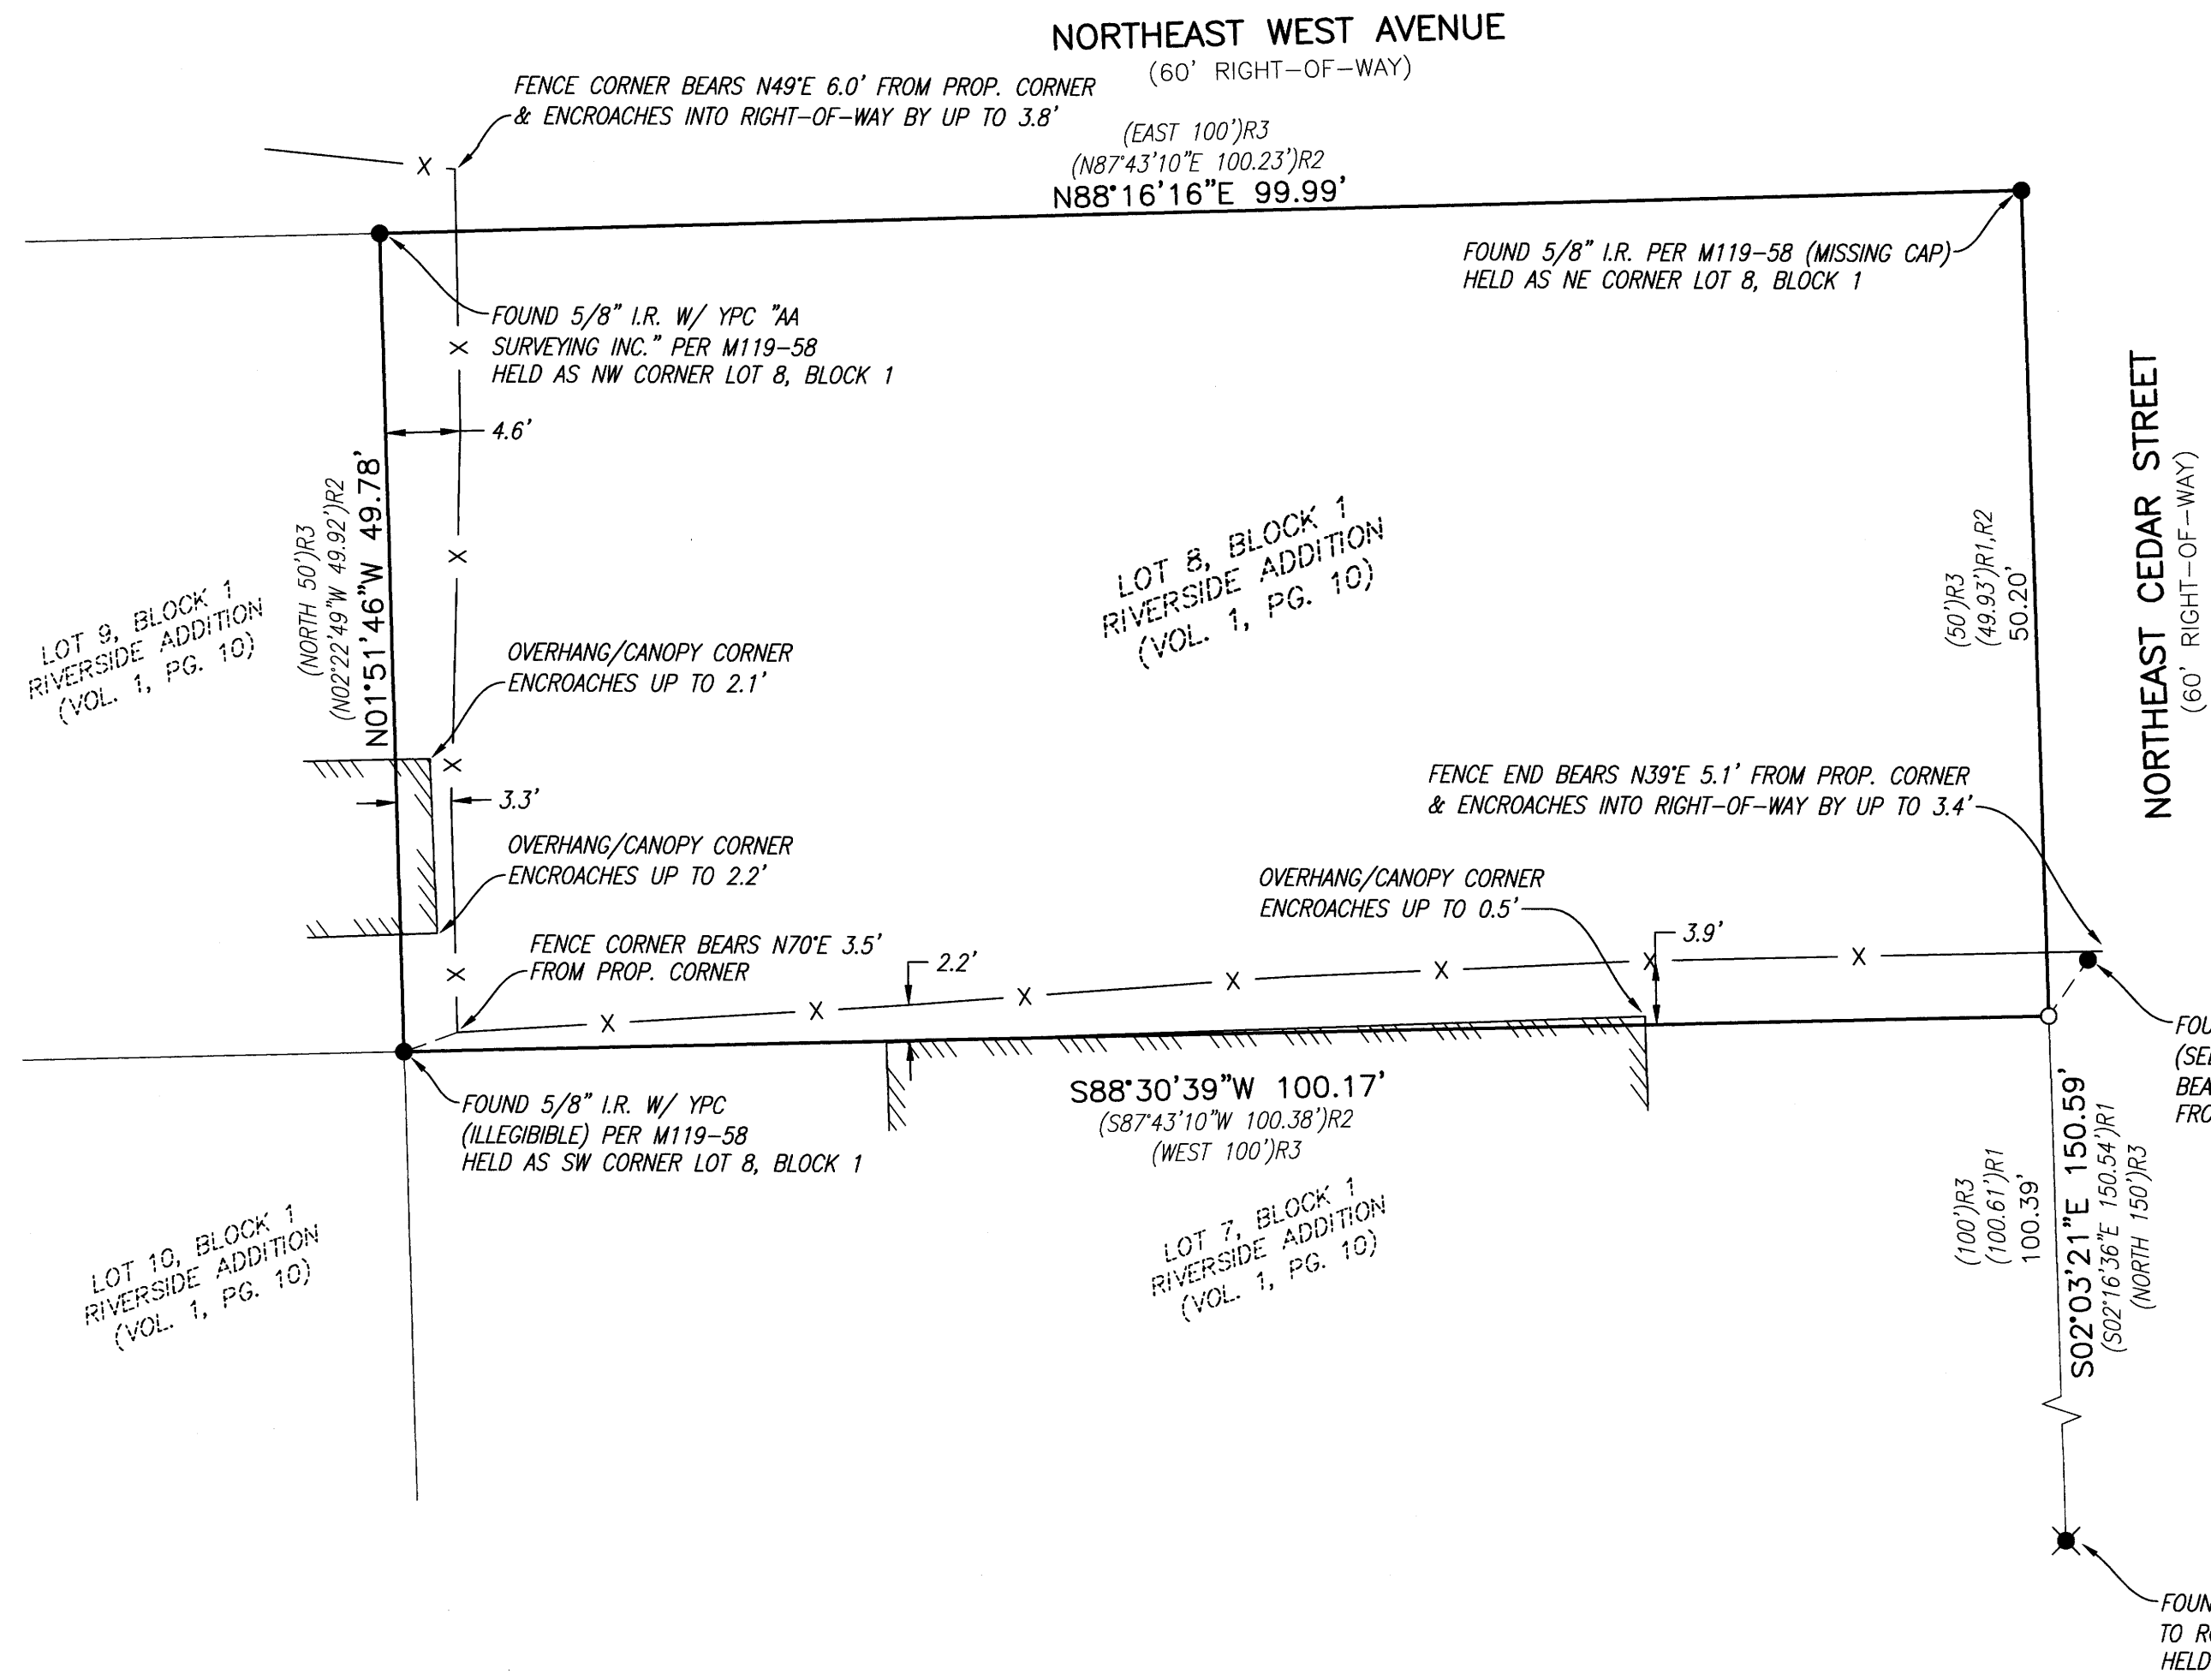 NORTHEAST WEST AVENUE
(60' RIGHT-OF-WAY)
FENCE CORNER BEARS N49°E 6.0' FROM PROP. CORNER
& ENCROACHES INTO RIGHT-OF-WAY BY UP TO 3.8'
(EAST 100')R3
(N87°43'10"E 100.23')R2
N88°16'16"E 99.99'
X
FOUND 5/8" I.R. PER M119-58 (MISSING CAP)
HELD AS NE CORNER LOT 8, BLOCK 1
FOUND 5/8" I.R. W/ YPC "AA
SURVEYING INC." PER M119-58
HELD AS NW CORNER LOT 8, BLOCK 1
X
4.6'
(NORTH 50')R3
(N02°22'49"W 49.92')R2
N01°51'46"W 49.78'
X
LOT 8, BLOCK 1
RIVERSIDE ADDITION
(VOL. 1, PG. 10)
(50')R3
(49.93')R1,R2
50.20'
NORTHEAST CEDAR STREET
(60' RIGHT-OF-WAY)
LOT 9, BLOCK 1
RIVERSIDE ADDITION
(VOL. 1, PG. 10)
OVERHANG/CANOPY CORNER
ENCROACHES UP TO 2.1'
X
3.3'
FENCE END BEARS N39°E 5.1' FROM PROP. CORNER
& ENCROACHES INTO RIGHT-OF-WAY BY UP TO 3.4'
OVERHANG/CANOPY CORNER
ENCROACHES UP TO 2.2'
OVERHANG/CANOPY CORNER
ENCROACHES UP TO 0.5'
FENCE CORNER BEARS N70°E 3.5'
FROM PROP. CORNER
X
2.2'
3.9'
X X X X X X X
FOUND 5/8" I.R. W/ YPC
(ILLEGIBIBLE) PER M119-58
HELD AS SW CORNER LOT 8, BLOCK 1
S88°30'39"W 100.17'
(S87°43'10"W 100.38')R2
(WEST 100')R3
FOU
(SE
BEA
FRO
LOT 10, BLOCK 1
RIVERSIDE ADDITION
(VOL. 1, PG. 10)
LOT 7, BLOCK 1
RIVERSIDE ADDITION
(VOL. 1, PG. 10)
(100')R3
(100.61')R1
100.39'
S02°03'21"E 150.59'
(S02°16'36"E 150.54')R1
(NORTH 150')R3
FOUN
TO R
HELD